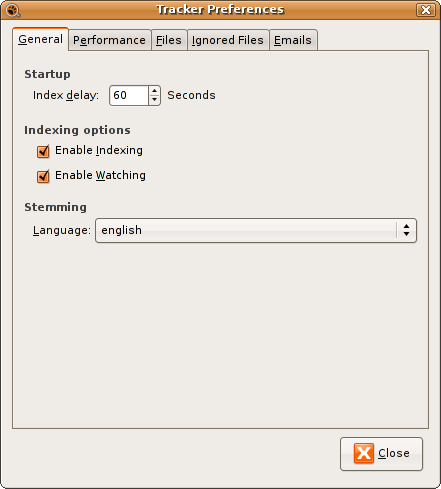 Tracker Preferences
General Performance Files Ignored Files Emails
Startup
Index delay: 60 Seconds
Indexing options
Enable Indexing
Enable Watching
Stemming
Language: english
Close